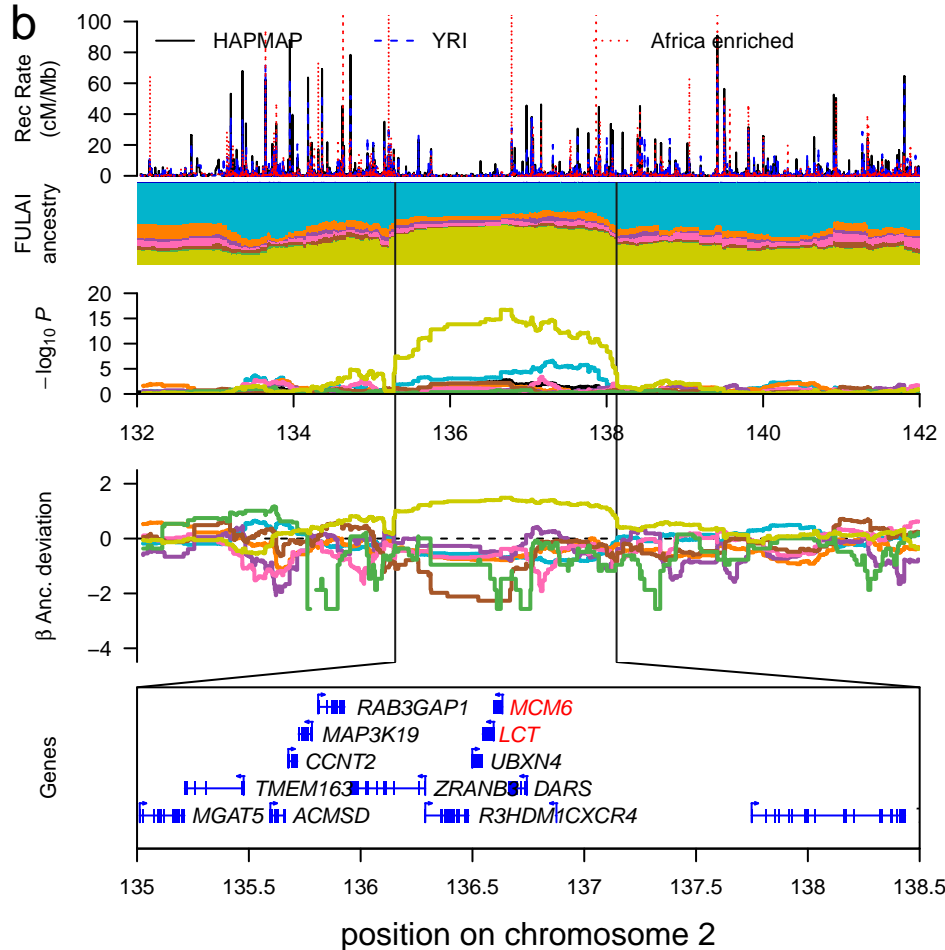 b
HAPMAP YRI Africa enriched
Rec Rate
(cM/Mb)
100
80
60
40
20
0
FULAI
ancestry
−log10 P
20
15
10
5
0
132 134 136 138 140 142
β Anc. deviation
2
0
−2
−4
Genes
RAB3GAP1 MCM6
MAP3K19 LCT
CCNT2 UBXN4
TMEM163 ZRANB3 DARS
MGAT5 ACMSD R3HDM1 CXCR4
135 135.5 136 136.5 137 137.5 138 138.5
position on chromosome 2